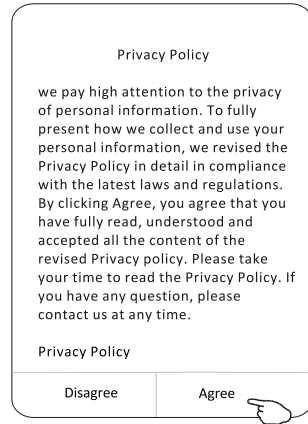 Privacy Policy
we pay high attention to the privacy
of personal information. To fully
present how we collect and use your
personal information, we revised the
Privacy Policy in detail in compliance
with the latest laws and regulations.
By clicking Agree, you agree that you
have fully read, understood and
accepted all the content of the
revised Privacy policy. Please take
your time to read the Privacy Policy. If
you have any question, please
contact us at any time.
Privacy Policy
Disagree Agree